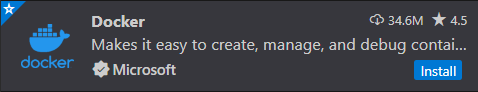 Docker 34.6M 4.5
Makes it easy to create, manage, and debug contai...
docker
Microsoft Install